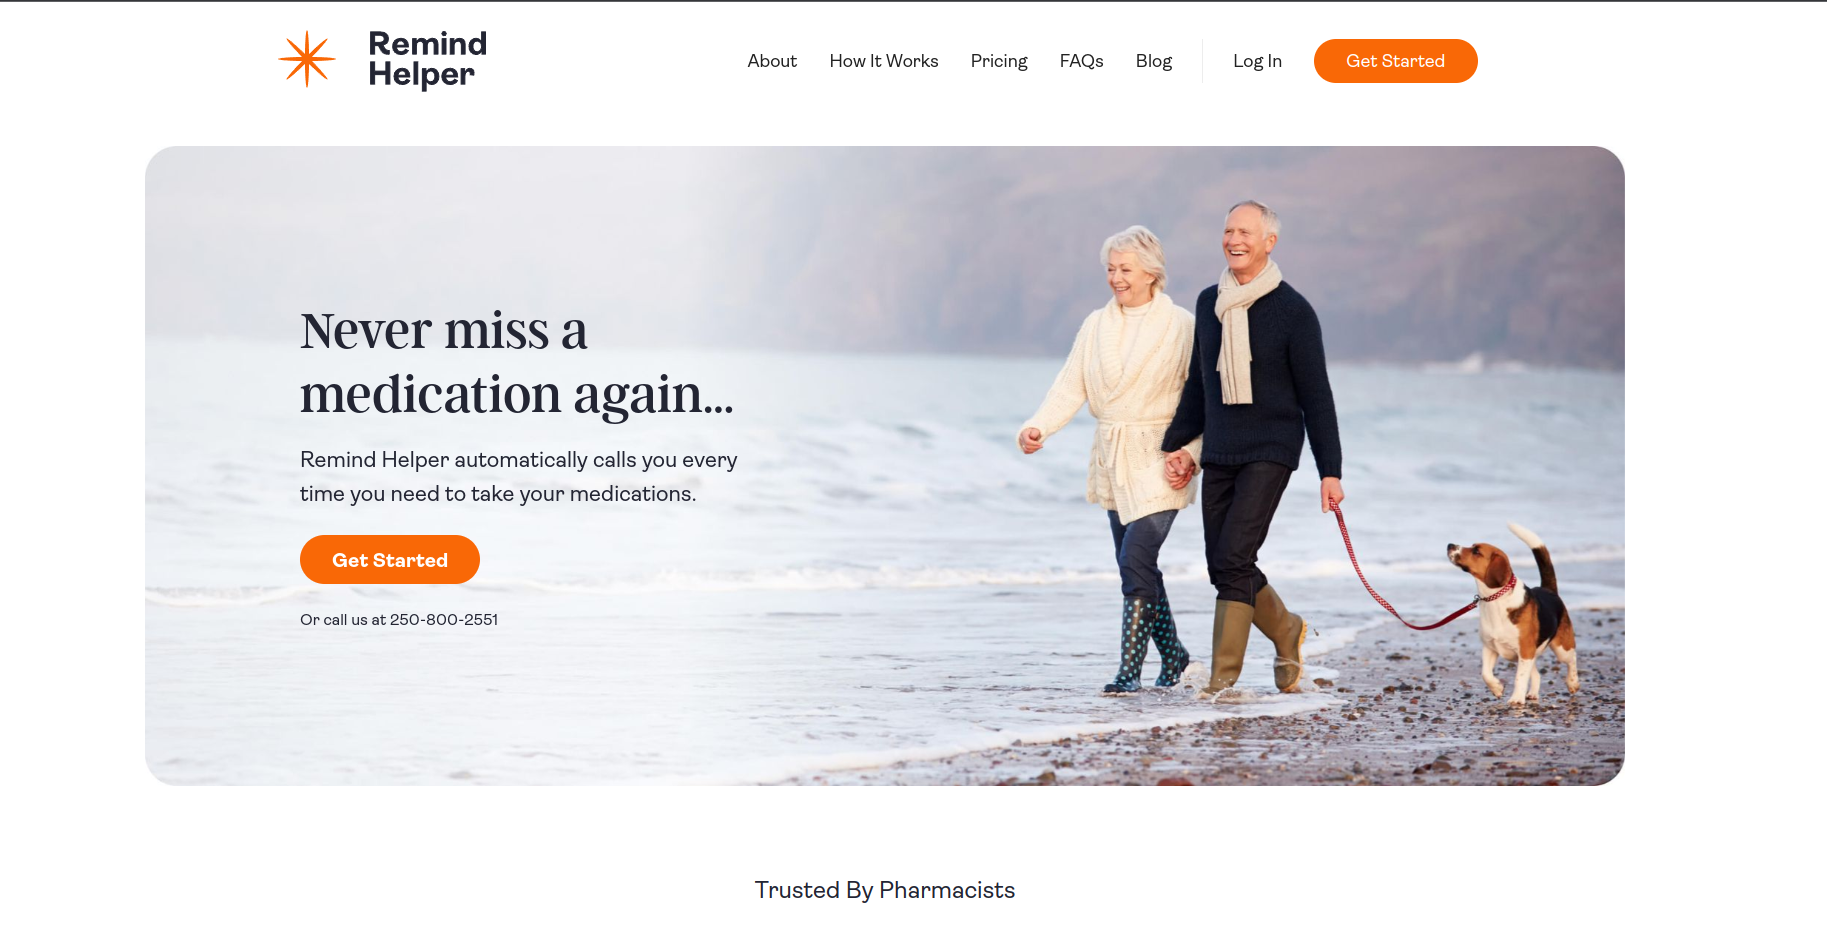 Remind
Helper
About How It Works Pricing FAQs Blog Log In Get Started
Never miss a
medication again...
Remind Helper automatically calls you every
time you need to take your medications.
Get Started
Or call us at 250-800-2551
Trusted By Pharmacists